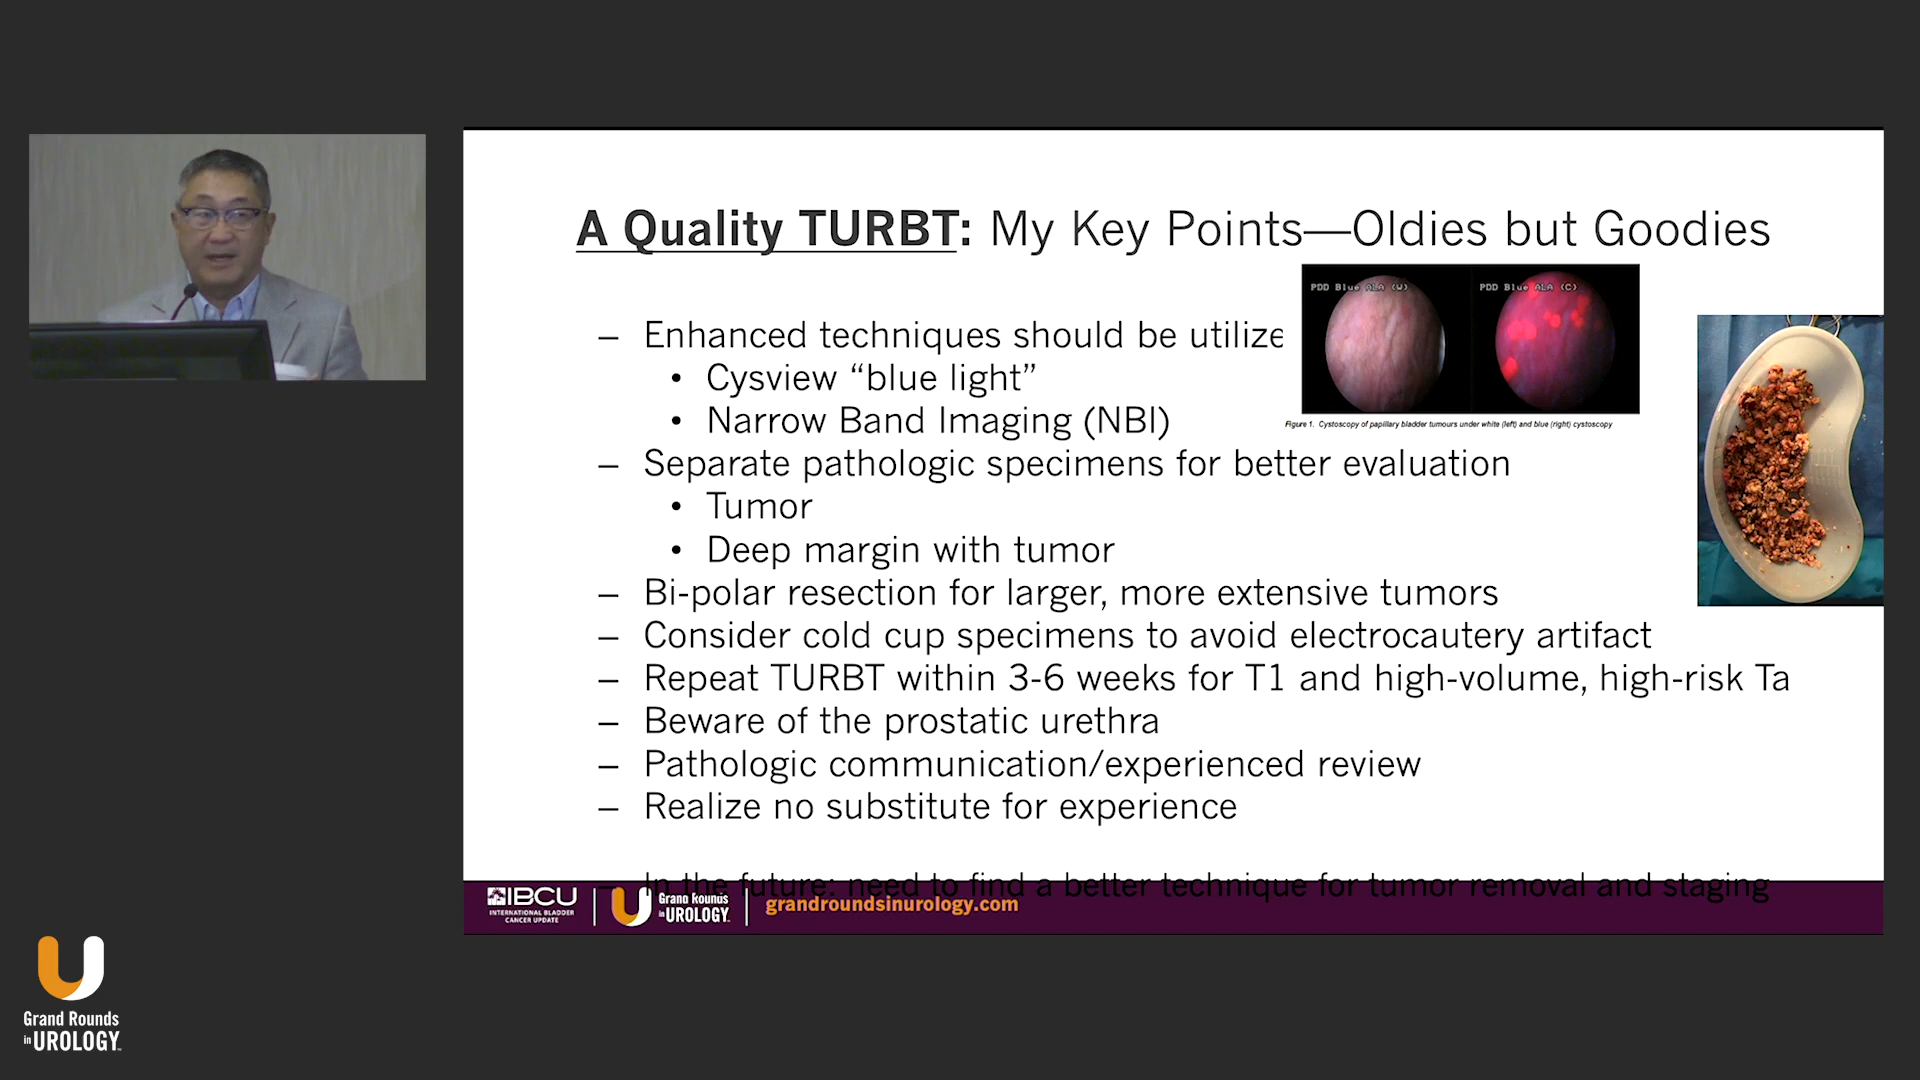 A Quality TURBT: My Key Points—Oldies but Goodies
PDD Blue ALA (W)
PDD Blue ALA (C)
Figure 1. Cystoscopy of papillary bladder tumours under white (left) and blue (right) cystoscopy
– Enhanced techniques should be utilize
• Cysview “blue light”
• Narrow Band Imaging (NBI)
– Separate pathologic specimens for better evaluation
• Tumor
• Deep margin with tumor
– Bi-polar resection for larger, more extensive tumors
– Consider cold cup specimens to avoid electrocautery artifact
– Repeat TURBT within 3-6 weeks for T1 and high-volume, high-risk Ta
– Beware of the prostatic urethra
– Pathologic communication/experienced review
– Realize no substitute for experience
– In the future: need to find a better technique for tumor removal and staging
IBCU
INTERNATIONAL BLADDER
CANCER UPDATE
Grand Rounds
in UROLOGY
grandroundsinurology.com
Grand Rounds
in UROLOGY